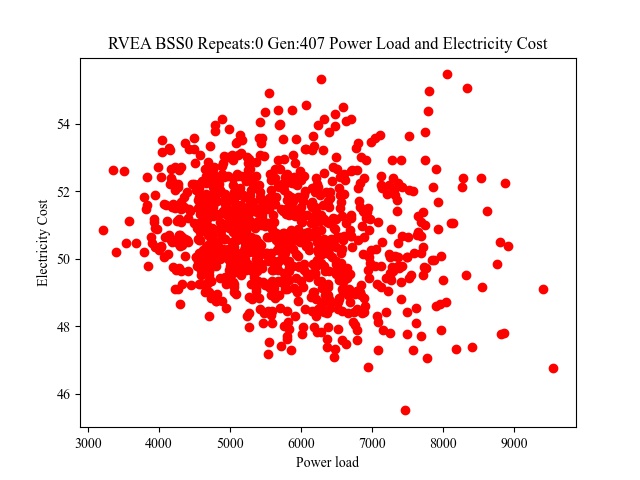 RVEA BSS0 Repeats:0 Gen:407 Power Load and Electricity Cost
54
52
50
48
46
Electricity Cost
3000 4000 5000 6000 7000 8000 9000
Power load